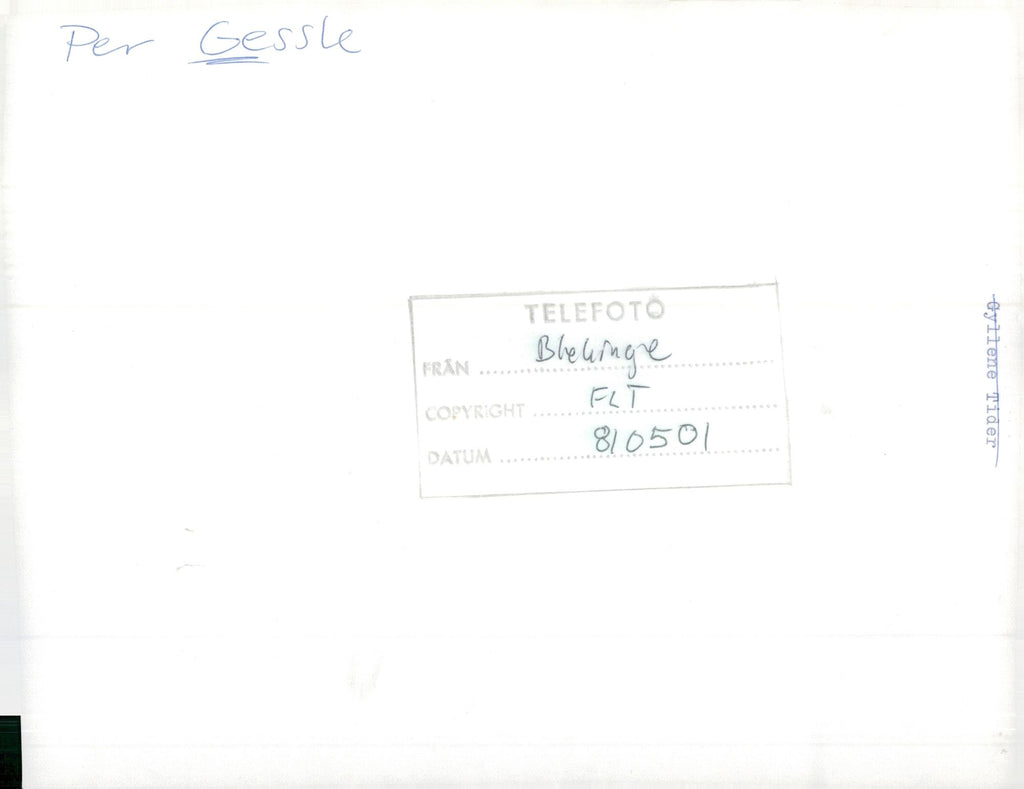 Per Gessle
TELEFOTO
FRÅN Blekinge
COPYRIGHT FLT
DATUM 810501
Gyllene Tider